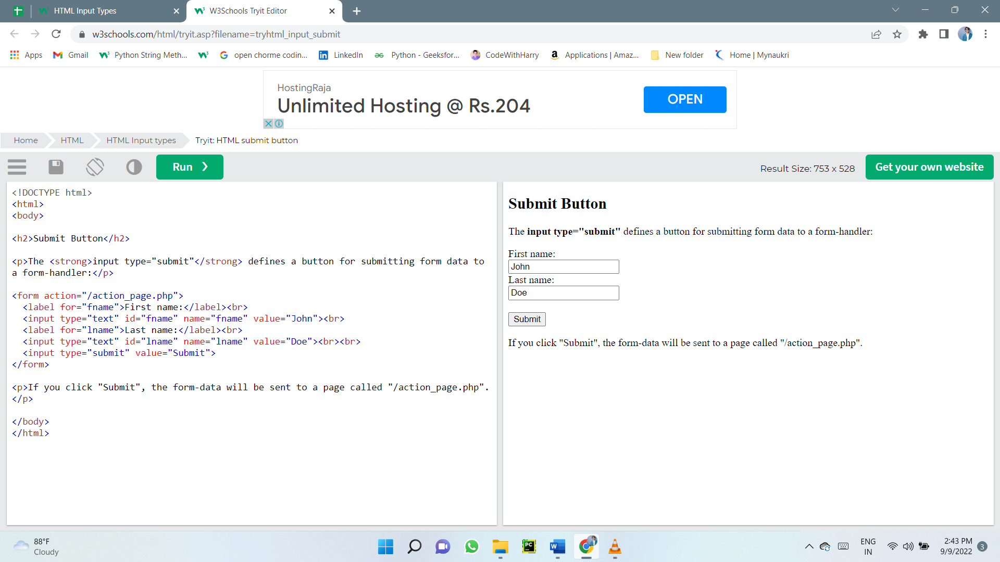 HTML Input Types
W3Schools Tryit Editor
w3schools.com/html/tryit.asp?filename=tryhtml_input_submit
Apps
Gmail
Python String Meth...
open chorme codin...
LinkedIn
Python - Geeksfor...
CodeWithHarry
Applications | Amaz...
New folder
Home | Mynaukri
HostingRaja
Unlimited Hosting @ Rs.204
OPEN
Home
HTML
HTML Input types
Tryit: HTML submit button
Run ❯
Result Size: 753 x 528
Get your own website
<!DOCTYPE html>
<html>
<body>
<h2>Submit Button</h2>
<p>The <strong>input type="submit"</strong> defines a button for submitting form data to
a form-handler:</p>
<form action="/action_page.php">
<label for="fname">First name:</label><br>
<input type="text" id="fname" name="fname" value="John"><br>
<label for="lname">Last name:</label><br>
<input type="text" id="lname" name="lname" value="Doe"><br><br>
<input type="submit" value="Submit">
</form>
<p>If you click "Submit", the form-data will be sent to a page called "/action_page.php".
</p>
</body>
</html>
Submit Button
The input type="submit" defines a button for submitting form data to a form-handler:
First name:
John
Last name:
Doe
Submit
If you click "Submit", the form-data will be sent to a page called "/action_page.php".
88°F
Cloudy
PC
W
ENG
IN
2:43 PM
9/9/2022
3